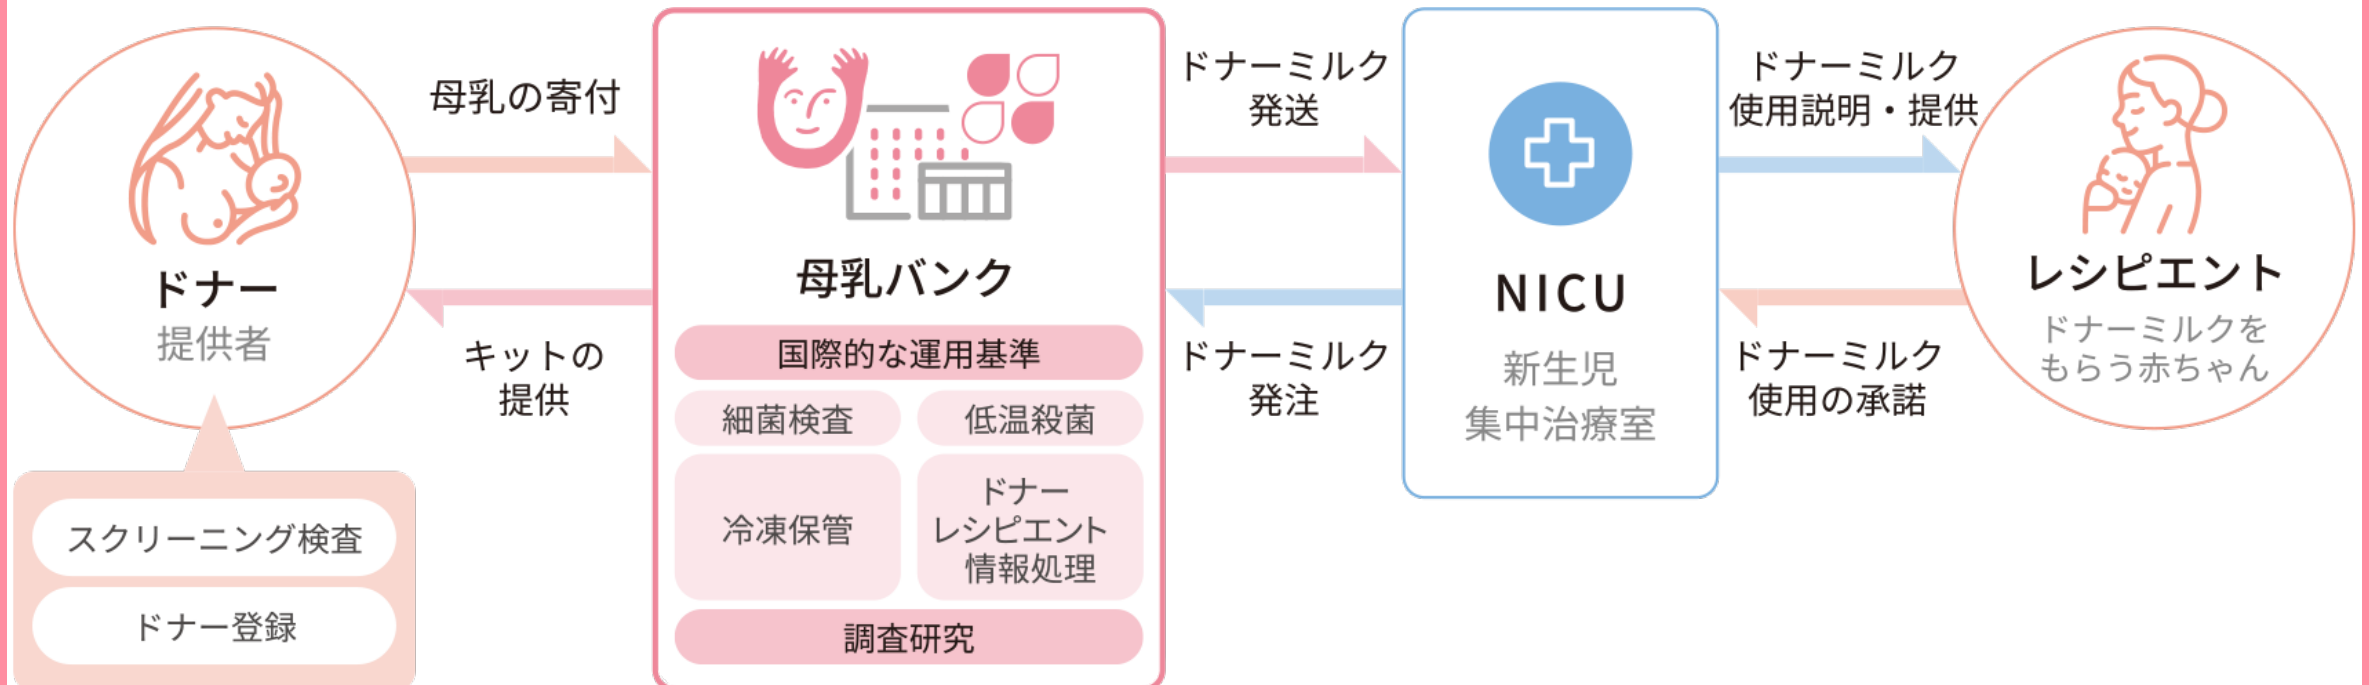 ドナー
提供者
スクリーニング検査
ドナー登録
母乳の寄付
キットの
提供
母乳バンク
国際的な運用基準
細菌検査
低温殺菌
冷凍保管
ドナー
レシピエント
情報処理
調査研究
ドナーミルク
発送
ドナーミルク
発注
NICU
新生児
集中治療室
ドナーミルク
使用説明・提供
ドナーミルク
使用の承諾
レシピエント
ドナーミルクを
もらう赤ちゃん